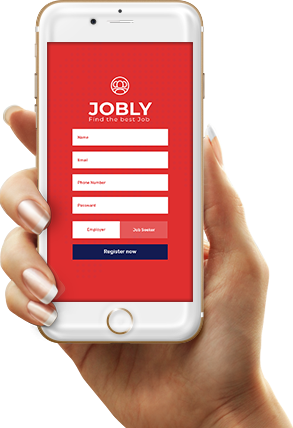 JOBLY
Find the best Job
Name
Email
Phone Number
Password
Employer
Job Seeker
Register now